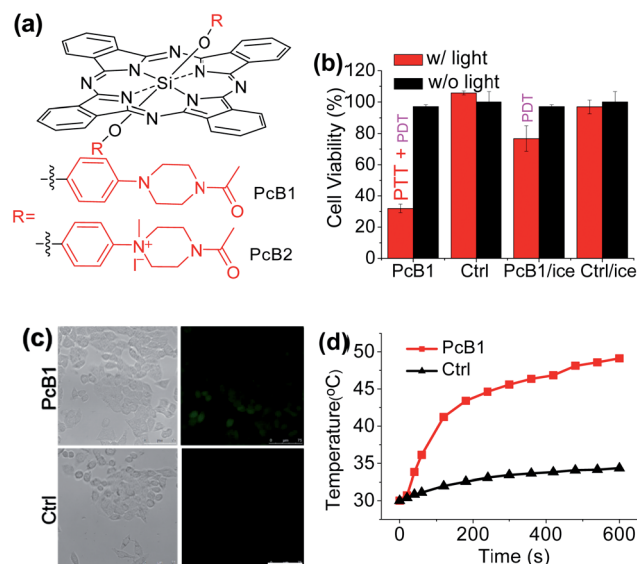 (a)
R
O
N
N
N
N
N
Si
N
N
N
O
R
N
N
O
PcB1
R=
N+
I−
N
O
PcB2
(b)
w/ light
w/o light
Cell Viability (%)
120
100
80
60
40
20
0
PTT + PDT
PDT
PcB1
Ctrl
PcB1/ice
Ctrl/ice
(c)
PcB1
Ctrl
(d)
PcB1
Ctrl
Temperature(ºC)
50
45
40
35
30
0
200
400
600
Time (s)